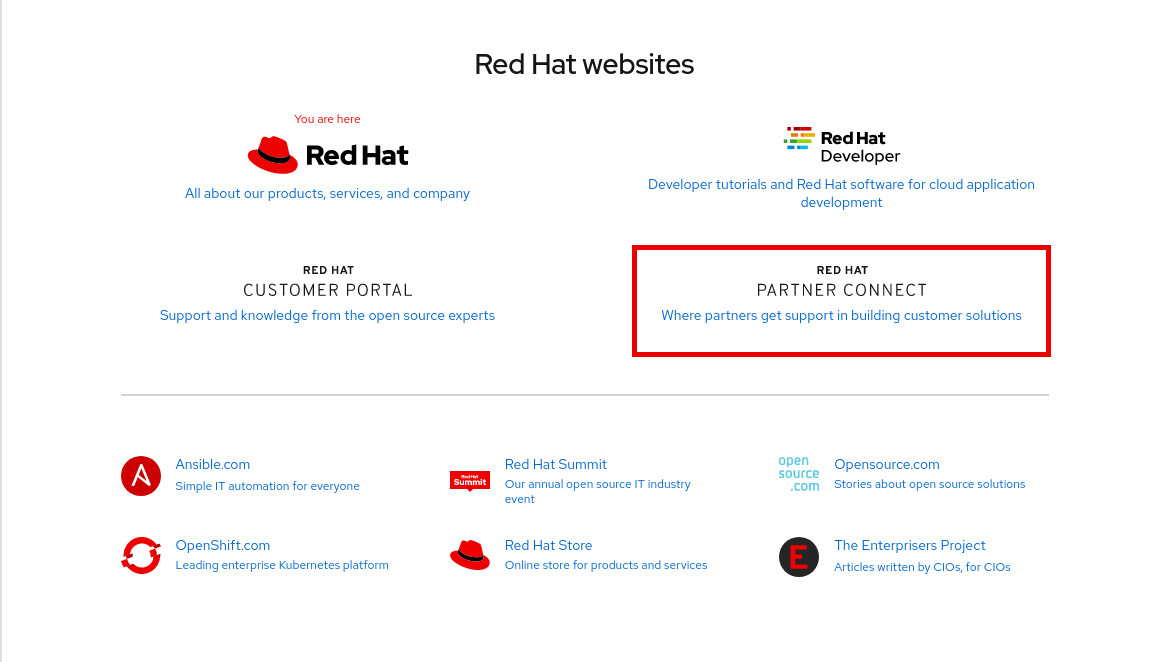 Red Hat websites
You are here
Red Hat
All about our products, services, and company
Red Hat
Developer
Developer tutorials and Red Hat software for cloud application
development
RED HAT
CUSTOMER PORTAL
Support and knowledge from the open source experts
RED HAT
PARTNER CONNECT
Where partners get support in building customer solutions
Ansible.com
Simple IT automation for everyone
Red Hat
Summit
Red Hat Summit
Our annual open source IT industry
event
open
source
.com
Opensource.com
Stories about open source solutions
OpenShift.com
Leading enterprise Kubernetes platform
Red Hat Store
Online store for products and services
E
The Enterprisers Project
Articles written by CIOs, for CIOs